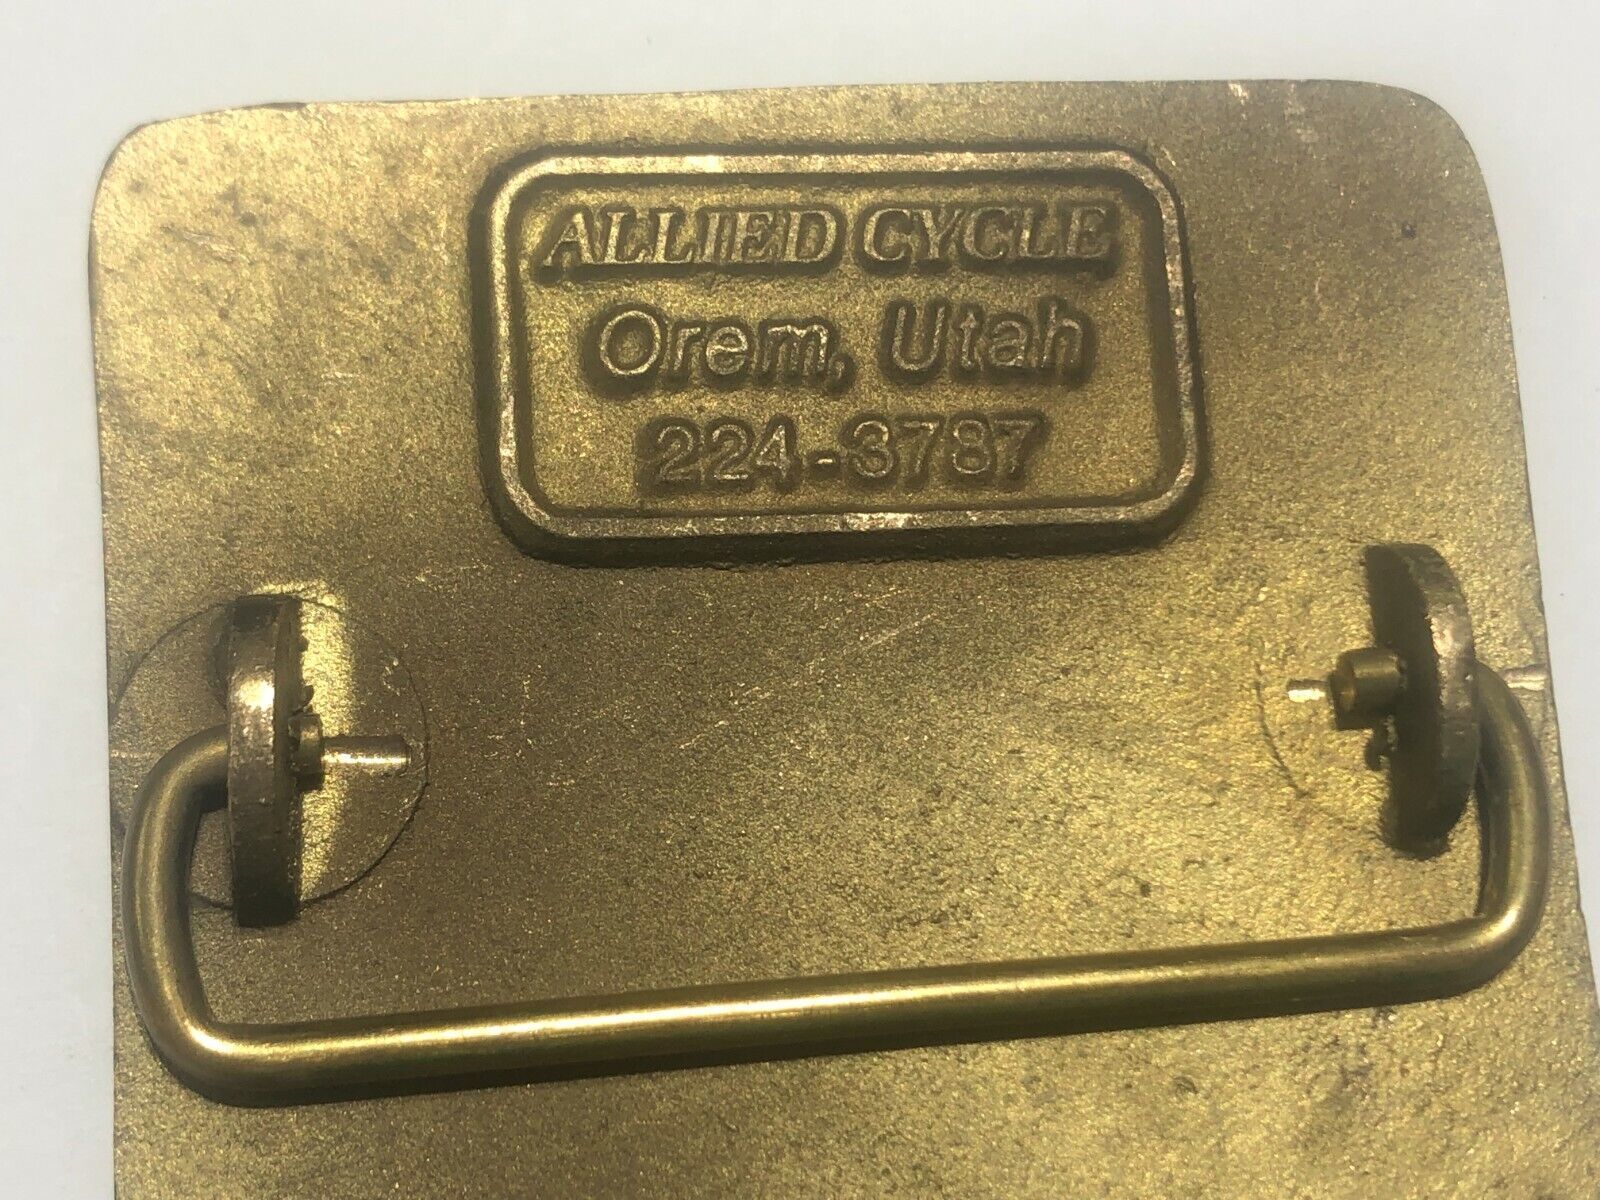 ALLIED CYCLE
Orem, Utah
224-3787